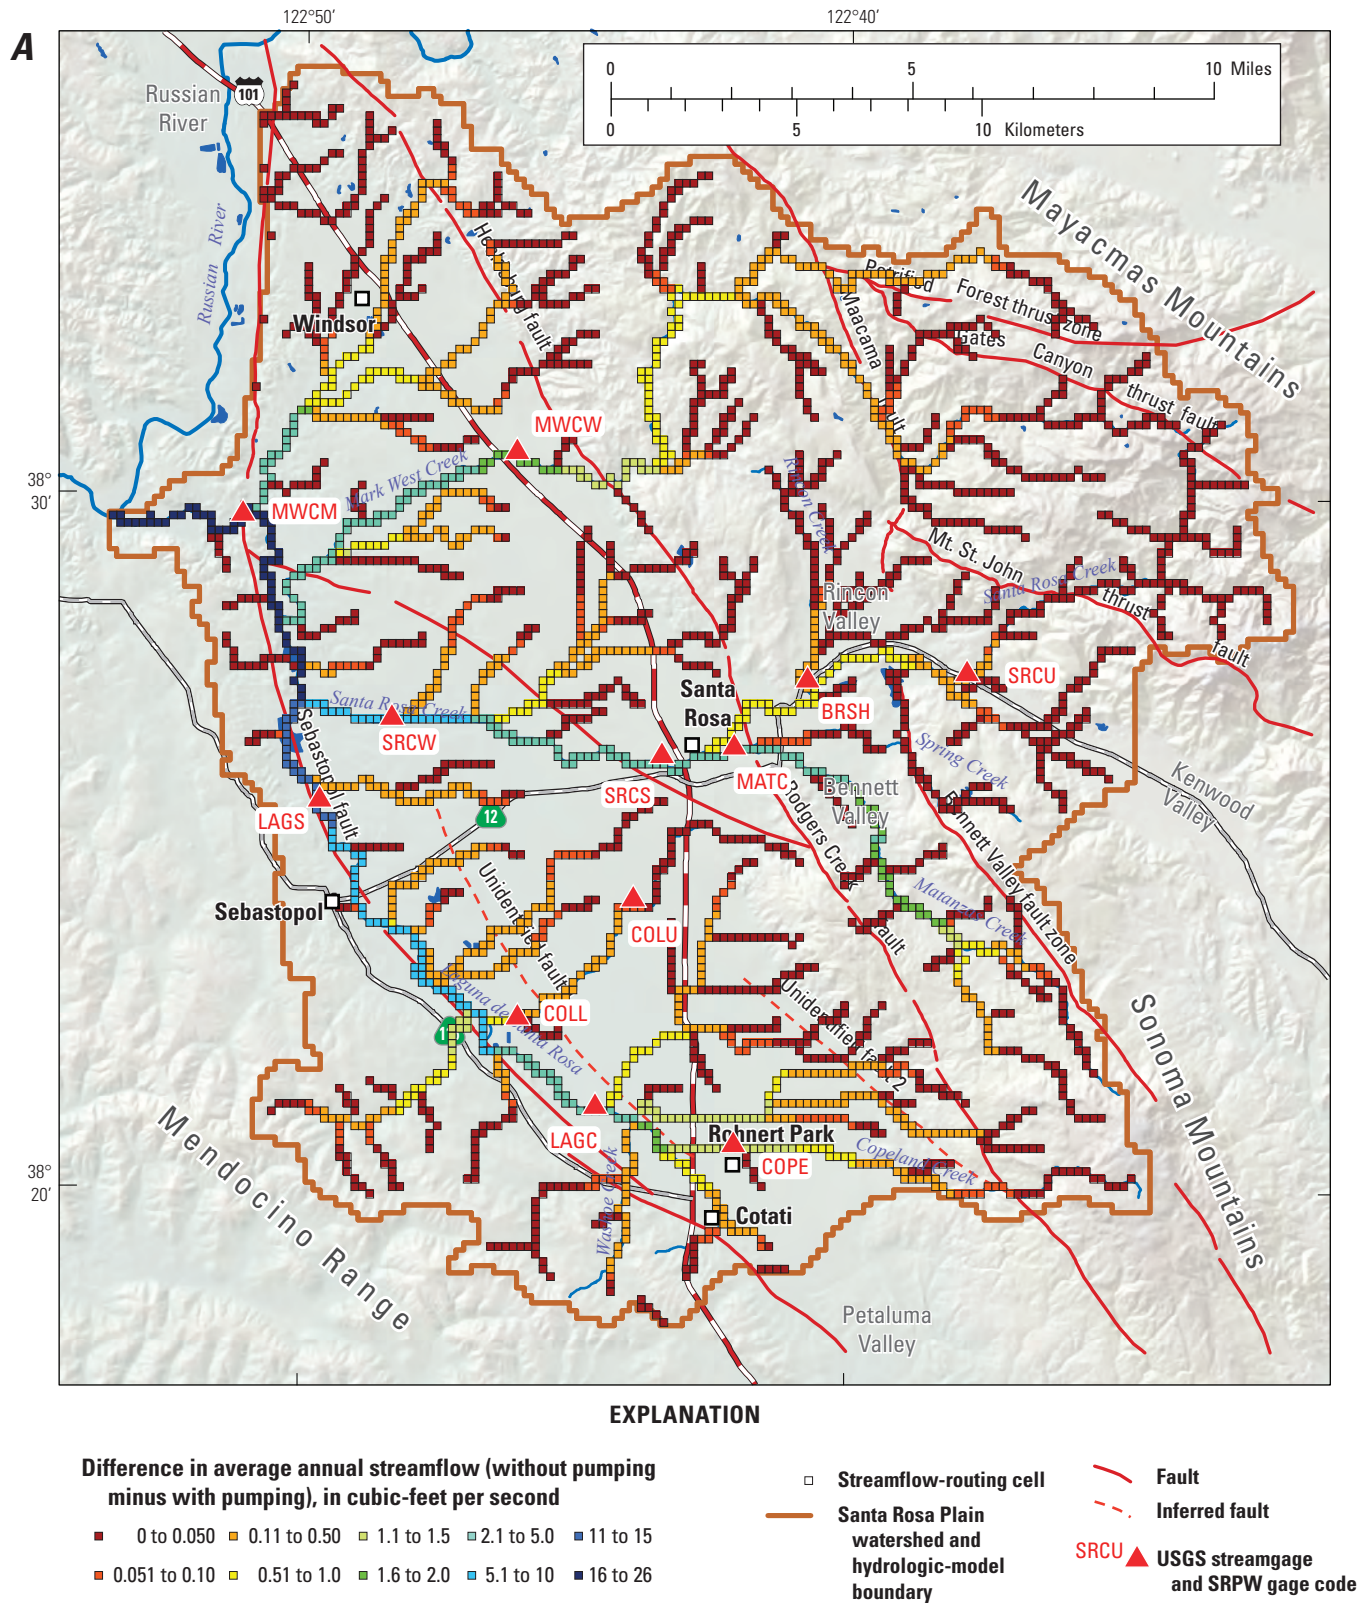 A
122°50′
122°40′
0 5 10 Miles
0 5 10 Kilometers
Russian
River
101
Russian River
Mayacmas Mountains
Healdsburg fault
Windsor
Petrified Forest thrust zone
Maacama fault
Gates Canyon thrust fault
MWCW
38°
30′
Mark West Creek
MWCM
Rincon Creek
Mt. St. John thrust fault
Santa Rosa Creek
Rincon
Valley
SRCU
Santa
Rosa
BRSH
Santa Rosa Creek
SRCW
Sebastopol fault
Spring Creek
Kenwood
Valley
SRCS
MATC
Bennett
Valley
LAGS
12
Rodgers Creek fault
Bennett Valley fault zone
Unidentified fault
Matanzas Creek
Sebastopol
COLU
Laguna de Santa Rosa
COLL
Unidentified fault 2
Sonoma Mountains
Mendocino Range
LAGC
Rohnert Park
COPE
Copeland Creek
38°
20′
Washoe Creek
Cotati
Petaluma
Valley
EXPLANATION
Difference in average annual streamflow (without pumping
minus with pumping), in cubic-feet per second
0 to 0.050
0.11 to 0.50
1.1 to 1.5
2.1 to 5.0
11 to 15
0.051 to 0.10
0.51 to 1.0
1.6 to 2.0
5.1 to 10
16 to 26
Streamflow-routing cell
Santa Rosa Plain
watershed and
hydrologic-model
boundary
Fault
Inferred fault
SRCU
USGS streamgage
and SRPW gage code